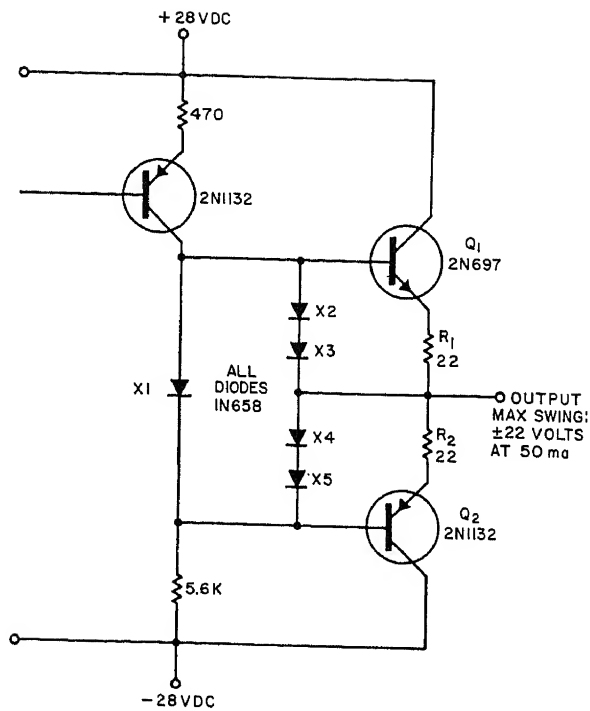 +28VDC
470
2N1132
Q1
2N697
X2
R1
22
X3
X1
ALL
DIODES
IN658
OUTPUT
MAX SWING:
±22 VOLTS
AT 50 ma
X4
R2
22
X5
Q2
2N1132
5.6K
-28VDC